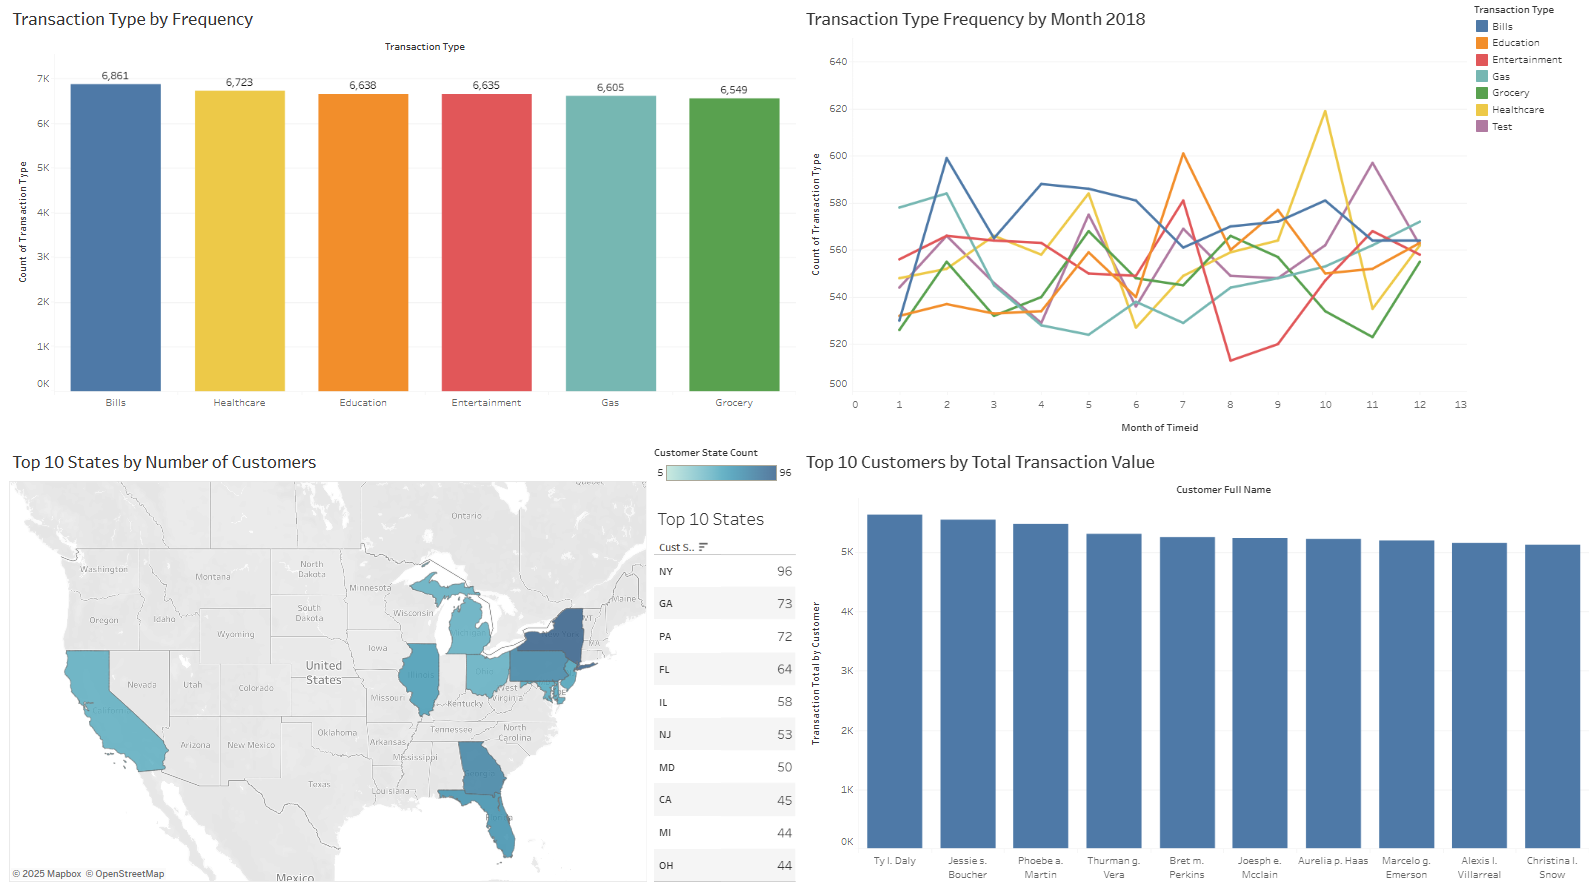 Transaction Type by Frequency
Transaction Type
Count of Transaction Type
7K
6K
5K
4K
3K
2K
1K
0K
6,861
6,723
6,638
6,635
6,605
6,549
Bills
Healthcare
Education
Entertainment
Gas
Grocery
Transaction Type Frequency by Month 2018
Count of Transaction Type
640
620
600
580
560
540
520
500
0
1
2
3
4
5
6
7
8
9
10
11
12
13
Month of Timeid
Transaction Type
Bills
Education
Entertainment
Gas
Grocery
Healthcare
Test
Top 10 States by Number of Customers
Ontario
Washington
Montana
North
Dakota
Minnesota
Maine
Oregon
Idaho
South
Dakota
Wisconsin
Wyoming
Iowa
United
States
Nevada
Utah
Colorado
Missouri
West
Virginia
Kentucky
Arizona
New Mexico
Oklahoma
Arkansas
Tennessee
North
Carolina
Mississippi
Texas
Louisiana
Mexico
© 2025 Mapbox © OpenStreetMap
Customer State Count
5
96
Top 10 States
Cust S..
NY 96
GA 73
PA 72
FL 64
IL 58
NJ 53
MD 50
CA 45
MI 44
OH 44
Top 10 Customers by Total Transaction Value
Customer Full Name
Transaction Total by Customer
5K
4K
3K
2K
1K
0K
Ty l. Daly
Jessie s.
Boucher
Phoebe a.
Martin
Thurman g.
Vera
Bret m.
Perkins
Joesph e.
Mcclain
Aurelia p. Haas
Marcelo g.
Emerson
Alexis l.
Villarreal
Christina l.
Snow